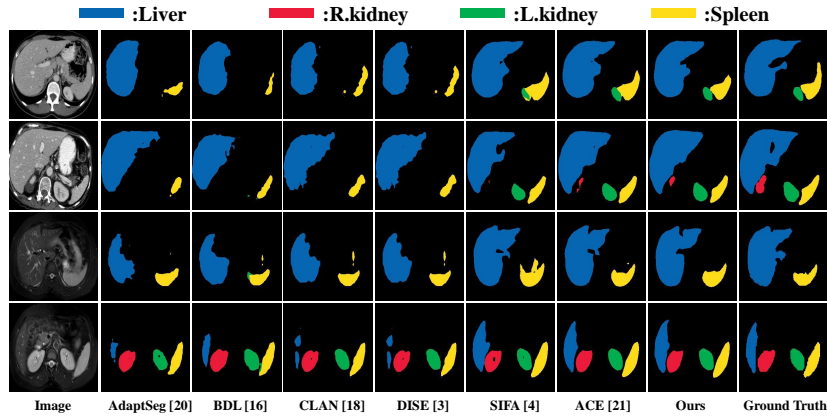 :Liver :R.kidney :L.kidney :Spleen
Image AdaptSeg [20] BDL [16] CLAN [18] DISE [3] SIFA [4] ACE [21] Ours Ground Truth